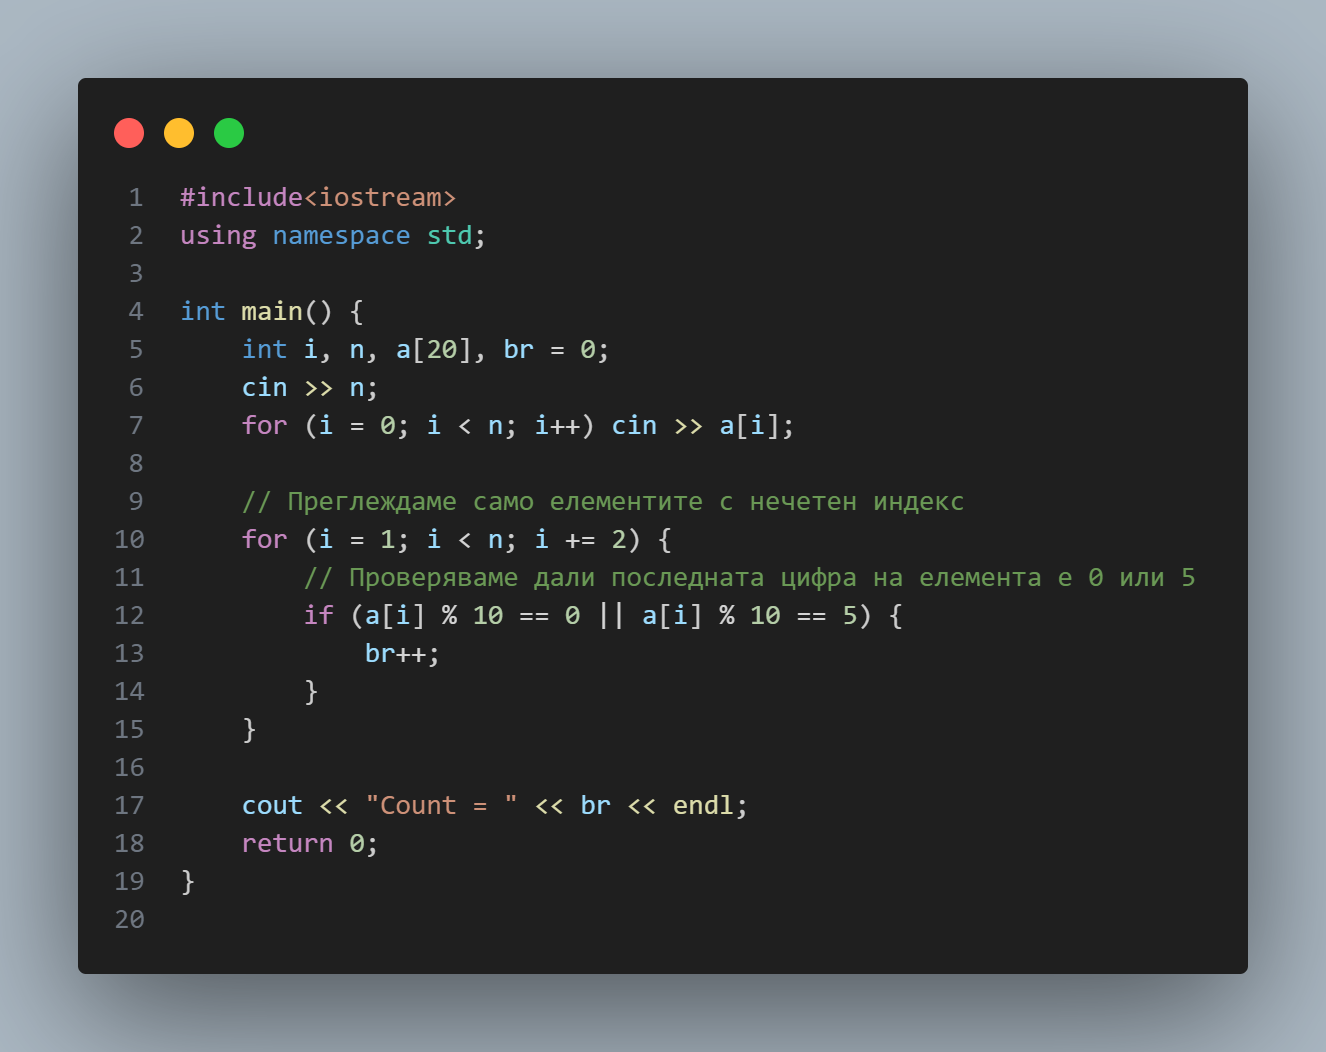 1 #include<iostream>
2 using namespace std;
3
4 int main() {
5     int i, n, a[20], br = 0;
6     cin >> n;
7     for (i = 0; i < n; i++) cin >> a[i];
8
9     // Преглеждаме само елементите с нечетен индекс
10     for (i = 1; i < n; i += 2) {
11         // Проверяваме дали последната цифра на елемента е 0 или 5
12         if (a[i] % 10 == 0 || a[i] % 10 == 5) {
13             br++;
14         }
15     }
16
17     cout << "Count = " << br << endl;
18     return 0;
19 }
20